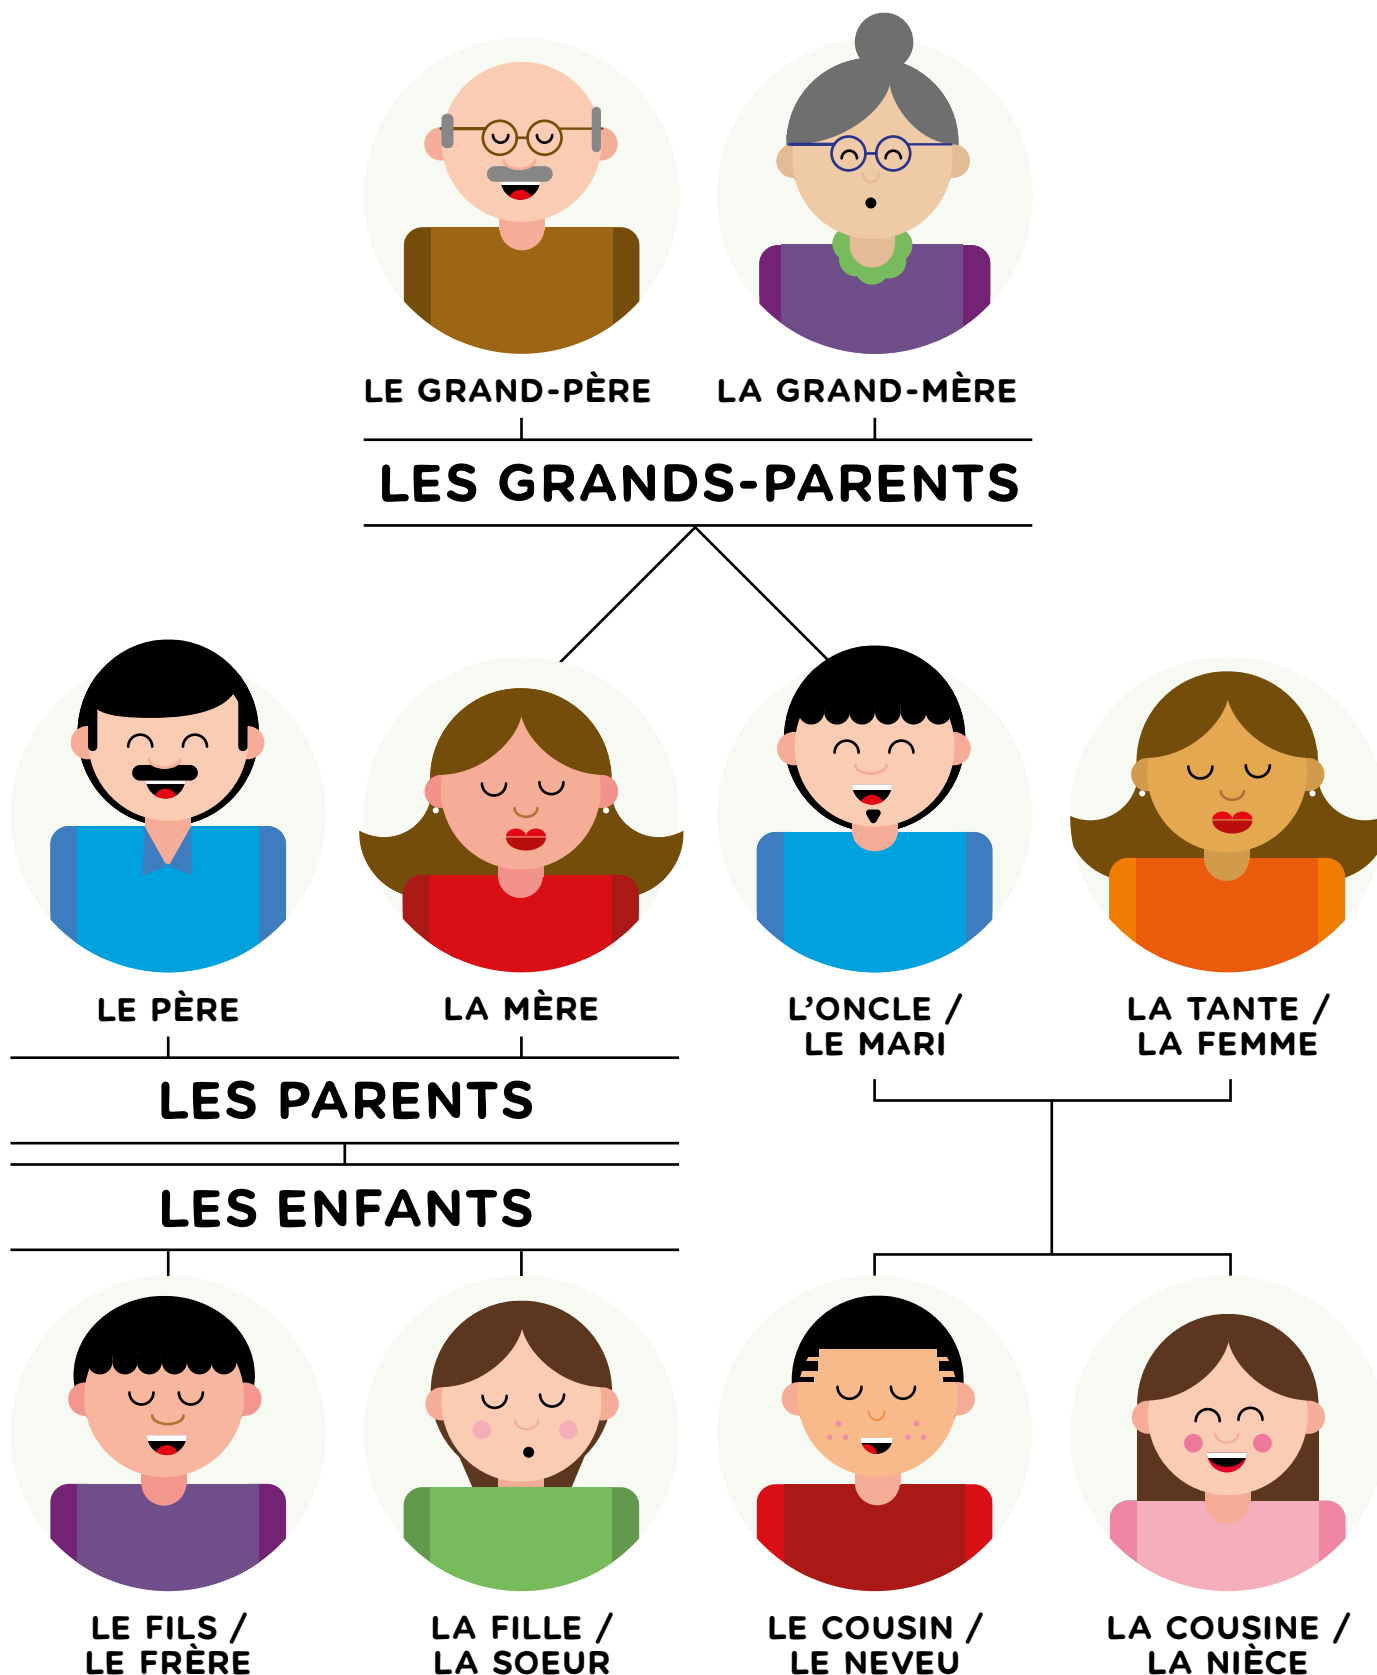 LE GRAND-PÈRE
LA GRAND-MÈRE
LES GRANDS-PARENTS
LE PÈRE
LA MÈRE
L'ONCLE /
LE MARI
LA TANTE /
LA FEMME
LES PARENTS
LES ENFANTS
LE FILS /
LE FRÈRE
LA FILLE /
LA SOEUR
LE COUSIN /
LE NEVEU
LA COUSINE /
LA NIÈCE